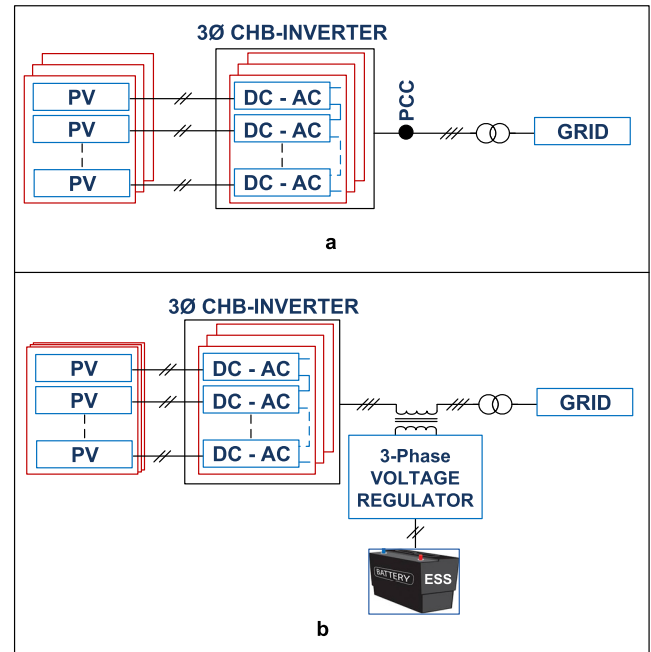 3Ø CHB-INVERTER
PV
DC - AC
PV
DC - AC
PV
DC - AC
PCC
GRID
a
3Ø CHB-INVERTER
PV
DC - AC
PV
DC - AC
PV
DC - AC
GRID
3-Phase
VOLTAGE
REGULATOR
BATTERY
ESS
b